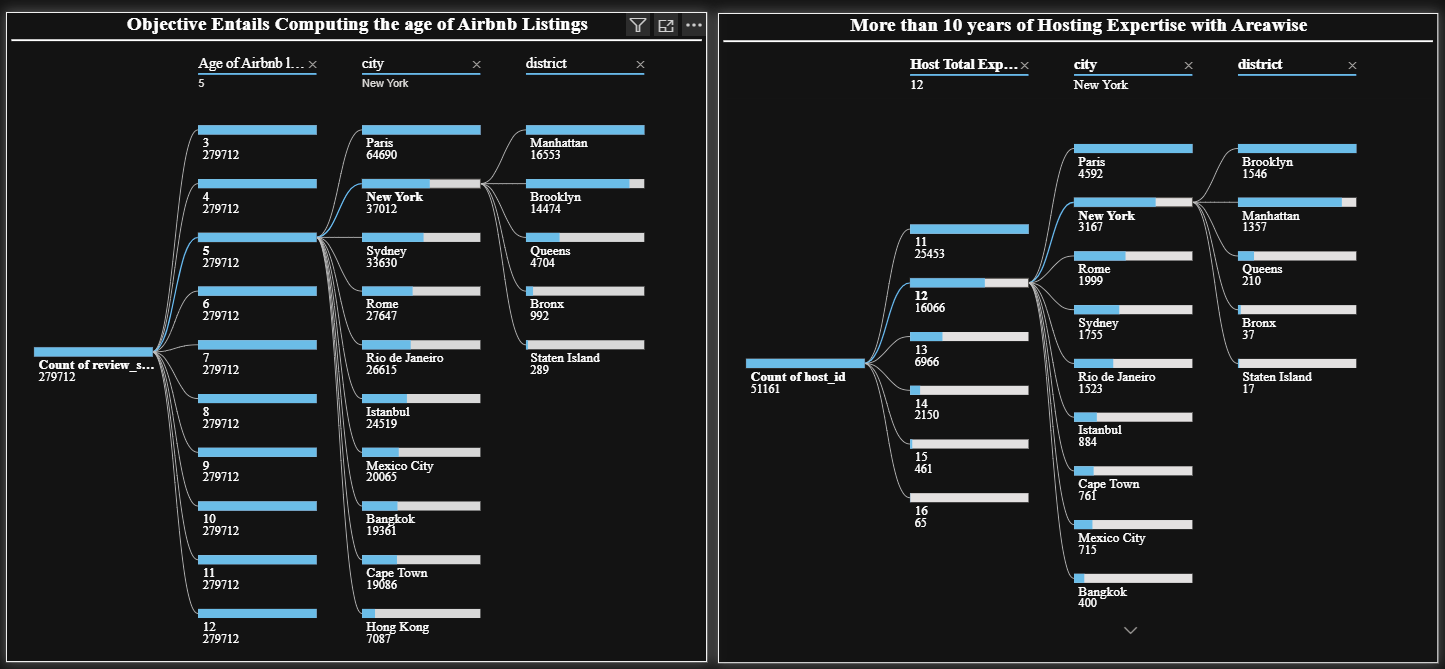 Objective Entails Computing the age of Airbnb Listings
Age of Airbnb l...
5
city
New York
district
Count of review_s...
279712
3
279712
4
279712
5
279712
6
279712
7
279712
8
279712
9
279712
10
279712
11
279712
12
279712
Paris
64690
New York
37012
Sydney
33630
Rome
27647
Rio de Janeiro
26615
Istanbul
24519
Mexico City
20065
Bangkok
19361
Cape Town
19086
Hong Kong
7087
Manhattan
16553
Brooklyn
14474
Queens
4704
Bronx
992
Staten Island
289
More than 10 years of Hosting Expertise with Areawise
Host Total Exp...
12
city
New York
district
Count of host_id
51161
11
25453
12
16066
13
6966
14
2150
15
461
16
65
Paris
4592
New York
3167
Rome
1999
Sydney
1755
Rio de Janeiro
1523
Istanbul
884
Cape Town
761
Mexico City
715
Bangkok
400
Brooklyn
1546
Manhattan
1357
Queens
210
Bronx
37
Staten Island
17